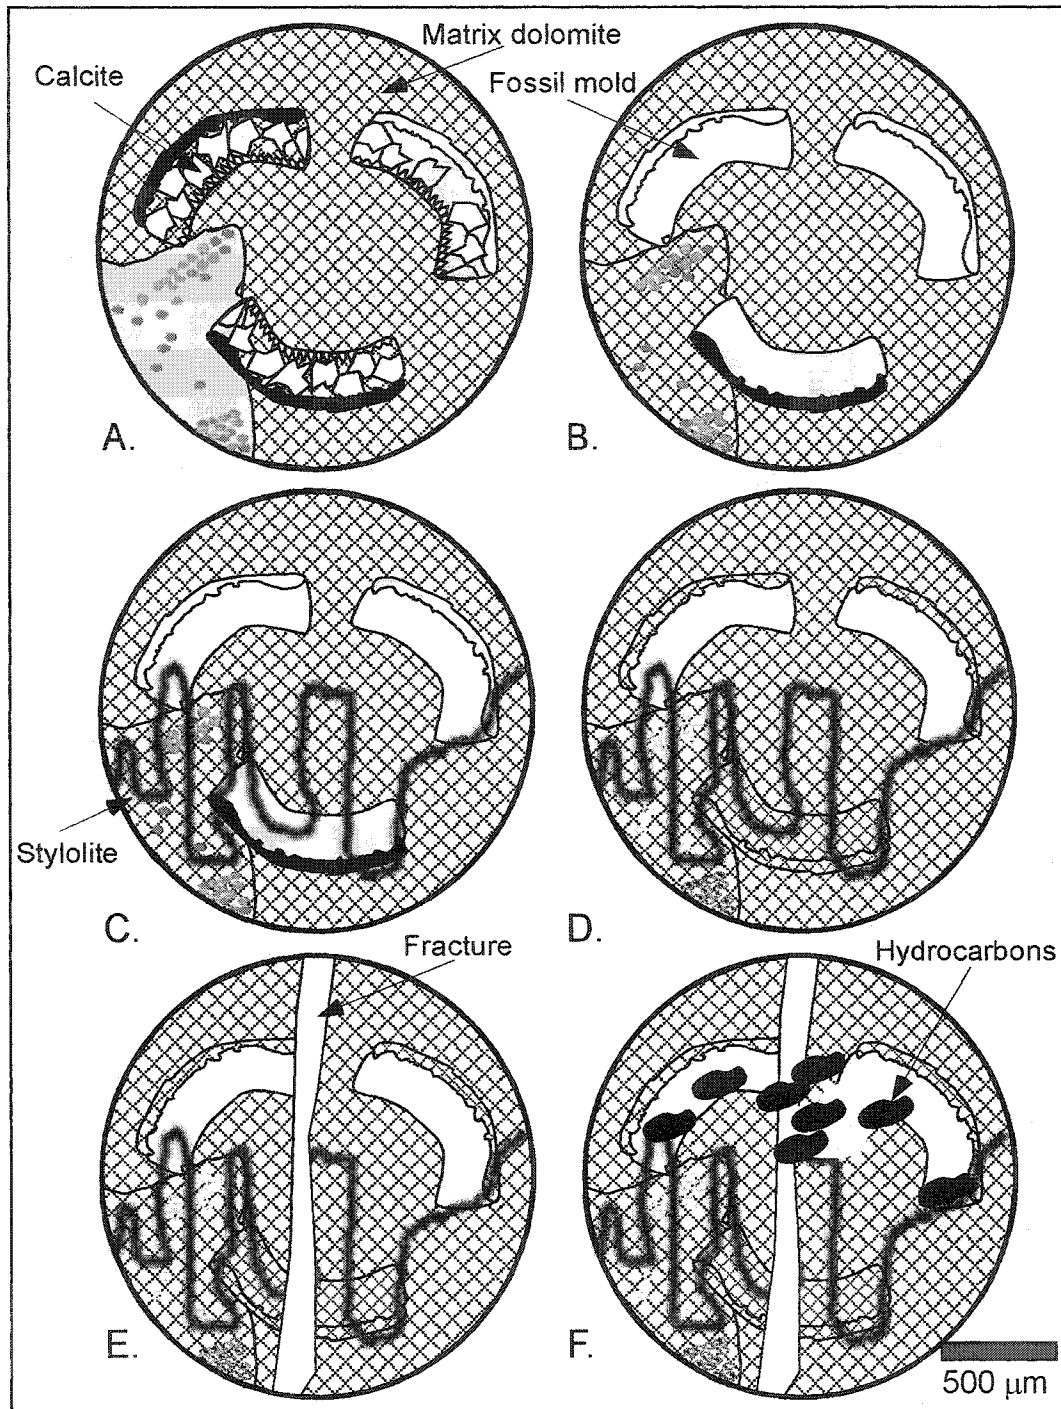 Matrix dolomite
Calcite
Fossil mold
A.
B.
Stylolite
C.
D.
Fracture
Hydrocarbons
E.
F.
500 μm